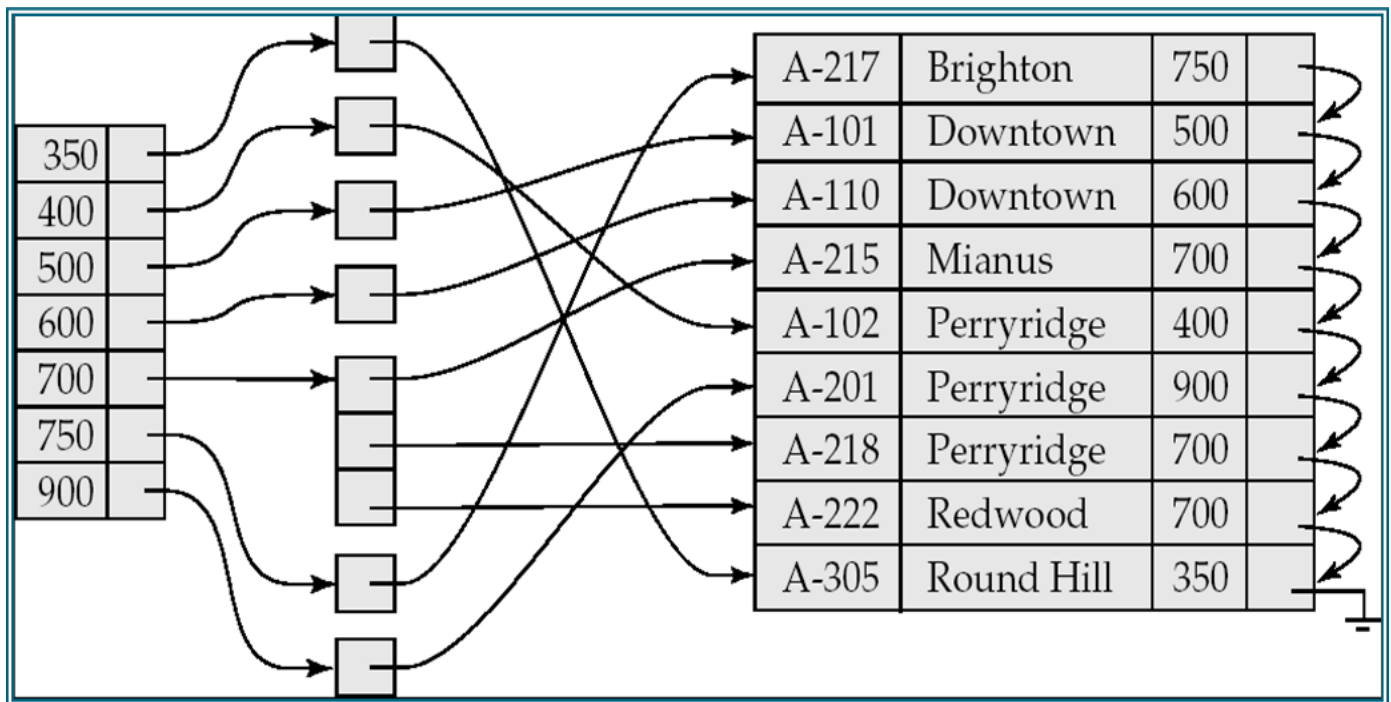 350
400
500
600
700
750
900
A-217 Brighton 750
A-101 Downtown 500
A-110 Downtown 600
A-215 Mianus 700
A-102 Perryridge 400
A-201 Perryridge 900
A-218 Perryridge 700
A-222 Redwood 700
A-305 Round Hill 350